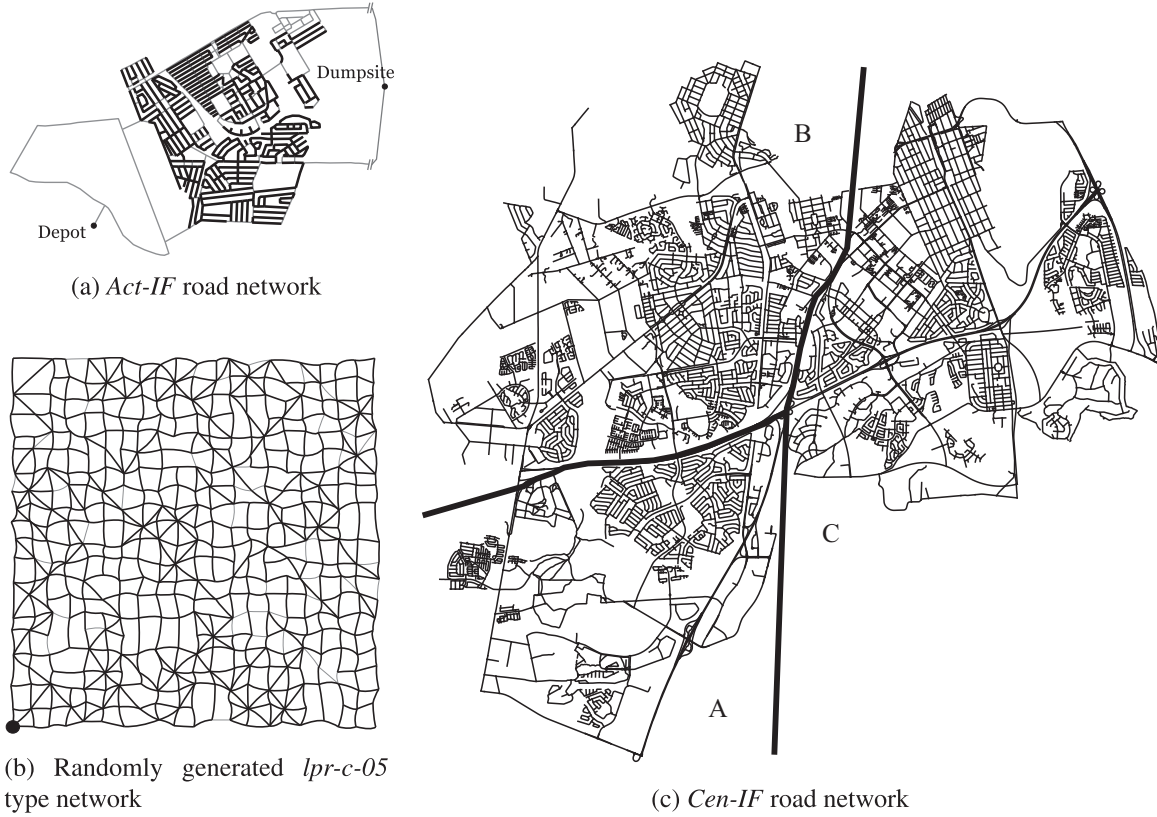 Dumpsite
Depot
(a) Act-IF road network
(b) Randomly generated lpr-c-05
type network
B
C
A
(c) Cen-IF road network